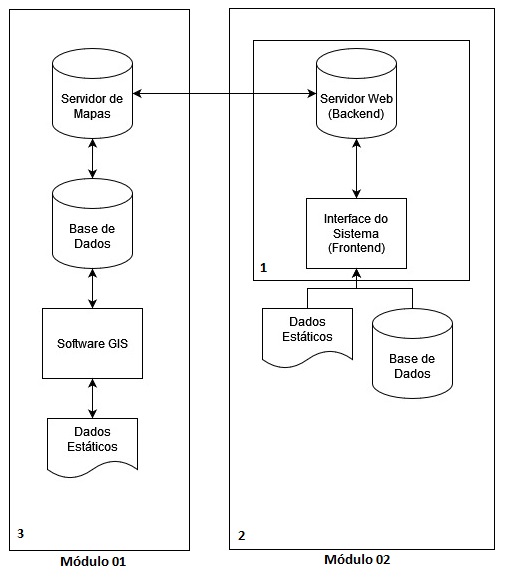 Servidor de
Mapas
Base de
Dados
Software GIS
Dados
Estáticos
3
Módulo 01
Servidor Web
(Backend)
Interface do
Sistema
(Frontend)
1
Dados
Estáticos
Base de
Dados
2
Módulo 02